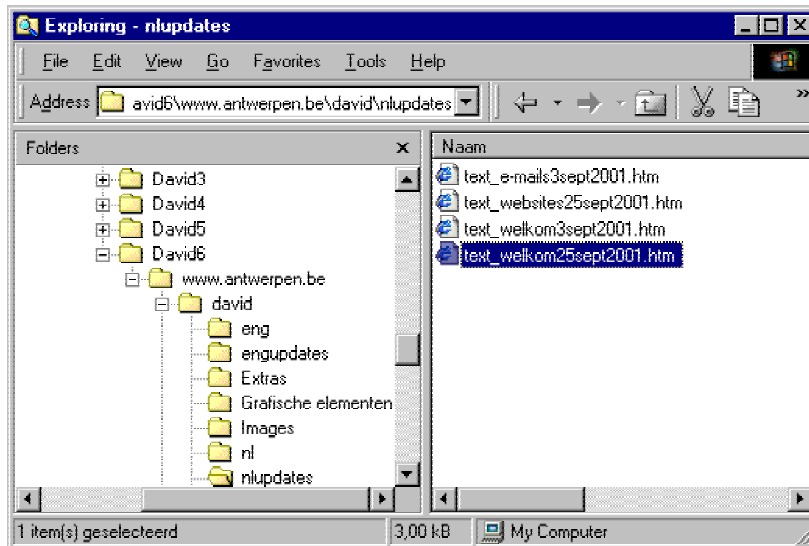 Exploring - nlupdates
File Edit View Go Favorites Tools Help
Address avid6\www.antwerpen.be\david\nlupdates
Folders
David3
David4
David5
David6
www.antwerpen.be
david
eng
engupdates
Extras
Grafische elementen
Images
nl
nlupdates
Naam
text_e-mails3sept2001.htm
text_websites25sept2001.htm
text_welkom3sept2001.htm
text_welkom25sept2001.htm
1 item(s) geselecteerd 3,00 kB My Computer